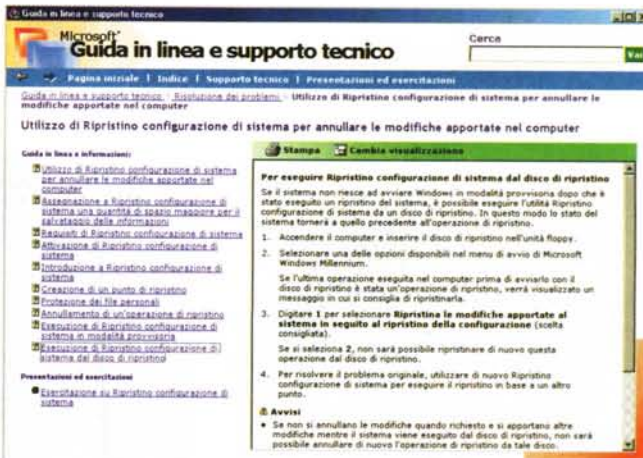 Guida in linea e supporto tecnico
Microsoft®
Guida in linea e supporto tecnico
Cerca
Pagina iniziale | Indice | Supporto tecnico | Presentazioni ed esercitazioni
Guida in linea e supporto tecnico Risoluzione dei problemi Utilizzo di Ripristino configurazione di sistema per annullare le
modifiche apportate nel computer
Utilizzo di Ripristino configurazione di sistema per annullare le modifiche apportate nel computer
Guida in linea e informazioni:
Utilizzo di Ripristino configurazione di sistema
per annullare le modifiche apportate nel
computer
Assegnazione a Ripristino configurazione di
sistema una quantità di spazio maggiore per il
salvataggio delle informazioni
Requisiti di Ripristino configurazione di sistema
Attivazione di Ripristino configurazione di
sistema
Introduzione a Ripristino configurazione di
sistema
Creazione di un punto di ripristino
Protezione dei file personali
Annullamento di un'operazione di ripristino
Esecuzione di Ripristino configurazione di
sistema in modalità provvisoria
Esecuzione di Ripristino configurazione di
sistema dal disco di ripristino
Presentazioni ed esercitazioni
Esercitazione su Ripristino configurazione di
sistema
Stampa Cambia visualizzazione
Per eseguire Ripristino configurazione di sistema dal disco di ripristino
Se il sistema non riesce ad avviare Windows in modalità provvisoria dopo che è
stato eseguito un ripristino del sistema, è possibile eseguire l'utilità Ripristino
configurazione di sistema da un disco di ripristino. In questo modo lo stato del
sistema tornerà a quello precedente all'operazione di ripristino.
1. Accendere il computer e inserire il disco di ripristino nell'unità floppy.
2. Selezionare una delle opzioni disponibili nel menu di avvio di Microsoft
Windows Millennium.
Se l'ultima operazione eseguita nel computer prima di avviarlo con il
disco di ripristino è stata un'operazione di ripristino, verrà visualizzato un
messaggio in cui si consiglia di ripristinarla.
3. Digitare 1 per selezionare Ripristina le modifiche apportate al
sistema in seguito al ripristino della configurazione (scelta
consigliata).
Se si seleziona 2, non sarà possibile ripristinare di nuovo questa
operazione dal disco di ripristino.
4. Per risolvere il problema originale, utilizzare di nuovo Ripristino
configurazione di sistema per eseguire il ripristino in base a un altro
punto.
Avvisi
• Se non si annullano le modifiche quando richiesto e si apportano altre
modifiche mentre il sistema viene eseguito dal disco di ripristino, non sarà
possibile annullare di nuovo l'operazione di ripristino da tale disco.